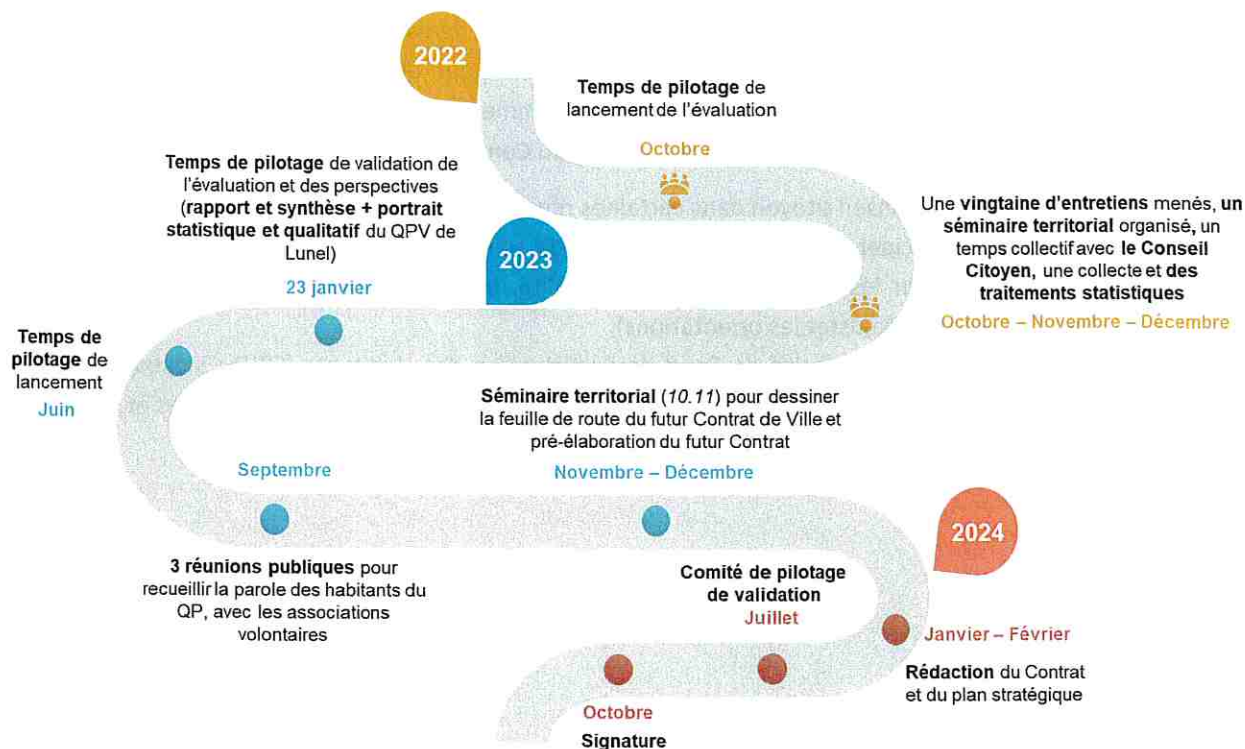 2022
Temps de pilotage de
lancement de l'évaluation
Octobre
Une vingtaine d'entretiens menés, un
séminaire territorial organisé, un
temps collectif avec le Conseil
Citoyen, une collecte et des
traitements statistiques
Octobre – Novembre – Décembre
2023
Temps de pilotage de validation de
l'évaluation et des perspectives
(rapport et synthèse + portrait
statistique et qualitatif du QPV de
Lunel)
23 janvier
Temps de
pilotage de
lancement
Juin
Septembre
3 réunions publiques pour
recueillir la parole des habitants du
QP, avec les associations
volontaires
Séminaire territorial (10.11) pour dessiner
la feuille de route du futur Contrat de Ville et
pré-élaboration du futur Contrat
Novembre – Décembre
2024
Janvier – Février
Rédaction du Contrat
et du plan stratégique
Comité de pilotage
de validation
Juillet
Octobre
Signature